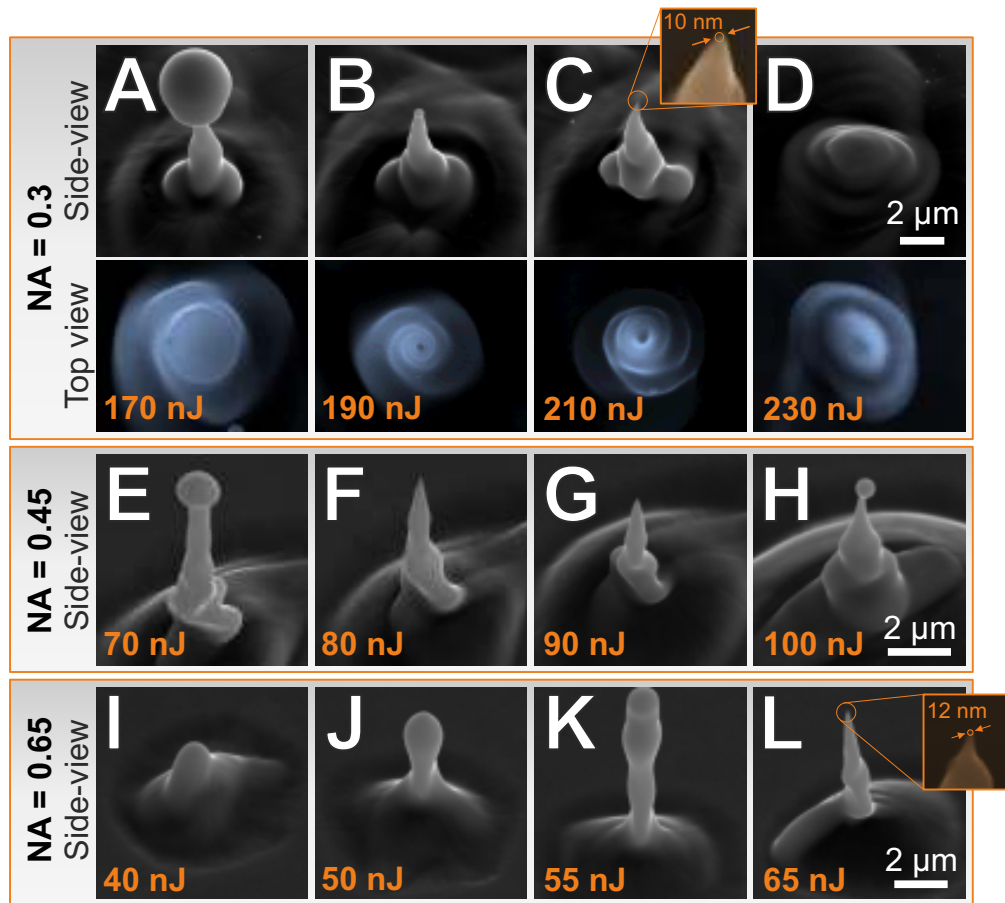 10 nm
NA = 0.3
Side-view
A
B
C
D
2 μm
Top view
170 nJ
190 nJ
210 nJ
230 nJ
NA = 0.45
Side-view
E
F
G
H
70 nJ
80 nJ
90 nJ
100 nJ
2 μm
NA = 0.65
Side-view
I
J
K
L
12 nm
40 nJ
50 nJ
55 nJ
65 nJ
2 μm